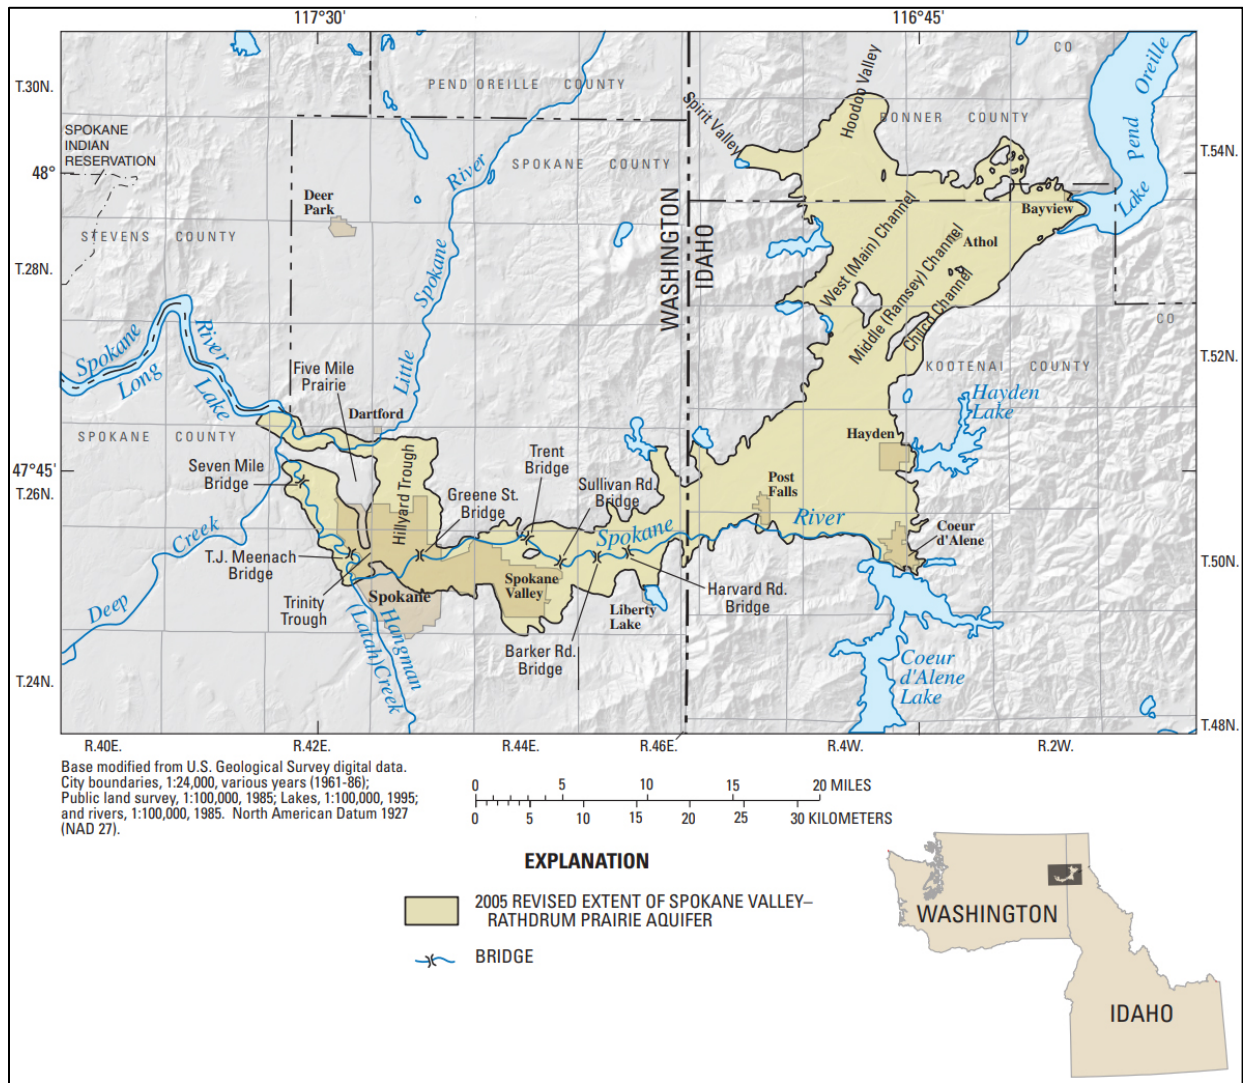 117°30'
116°45'
T.30N.
SPOKANE
INDIAN
RESERVATION
48°
STEVENS COUNTY
T.28N.
PEND OREILLE COUNTY
SPOKANE COUNTY
Deer
Park
Little Spokane River
WASHINGTON
IDAHO
Spirit Valley
Hoodoo Valley
BONNER COUNTY
CO
Lake Pend Oreille
T.54N.
Bayview
Athol
West (Main) Channel
Middle (Ramsey) Channel
Chilco Channel
CO
T.52N.
KOOTENAI COUNTY
Hayden
Lake
Hayden
Spokane River
Long Lake
Five Mile
Prairie
Dartford
SPOKANE COUNTY
47°45'
T.26N.
Seven Mile
Bridge
Hillyard Trough
Greene St.
Bridge
Trent
Bridge
Sullivan Rd.
Bridge
Post
Falls
Spokane River
Coeur
d'Alene
T.50N.
Deep Creek
T.J. Meenach
Bridge
Trinity
Trough
Spokane
Spokane
Valley
Liberty
Lake
Harvard Rd.
Bridge
Barker Rd.
Bridge
Hangman
(Latah) Creek
Coeur
d'Alene
Lake
T.24N.
T.48N.
R.40E.
R.42E.
R.44E.
R.46E.
R.4W.
R.2W.
Base modified from U.S. Geological Survey digital data.
City boundaries, 1:24,000, various years (1961-86);
Public land survey, 1:100,000, 1985; Lakes, 1:100,000, 1995;
and rivers, 1:100,000, 1985. North American Datum 1927
(NAD 27).
0 5 10 15 20 MILES
0 5 10 15 20 25 30 KILOMETERS
EXPLANATION
2005 REVISED EXTENT OF SPOKANE VALLEY–
RATHDRUM PRAIRIE AQUIFER
BRIDGE
WASHINGTON
IDAHO